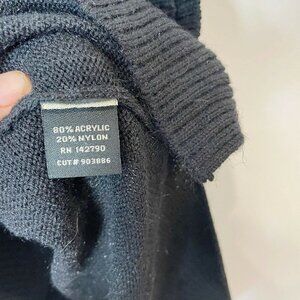 80% ACRYLIC
20% NYLON
RN 142790
CUT# 903886